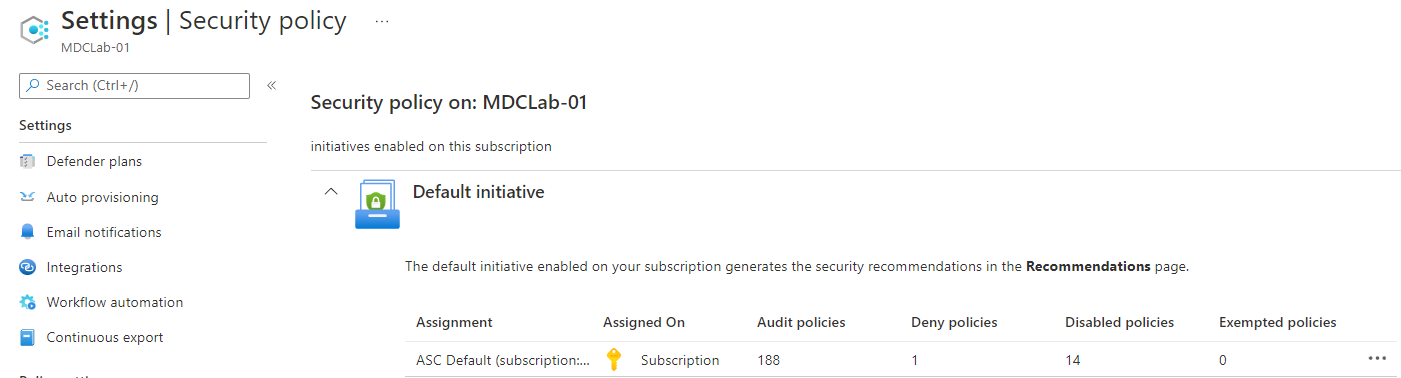 Settings | Security policy ...
MDCLab-01
Search (Ctrl+/)
«
Settings
Defender plans
Auto provisioning
Email notifications
Integrations
Workflow automation
Continuous export
Security policy on: MDCLab-01
initiatives enabled on this subscription
Default initiative
The default initiative enabled on your subscription generates the security recommendations in the Recommendations page.
Assignment Assigned On Audit policies Deny policies Disabled policies Exempted policies
ASC Default (subscription:... Subscription 188 1 14 0 ...